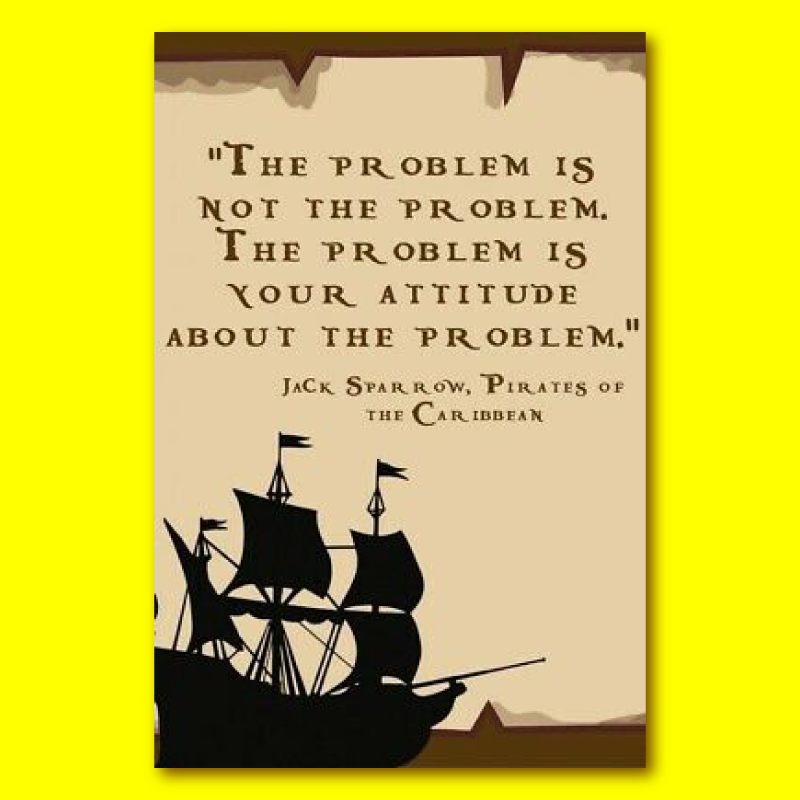 "The problem is
not the problem.
The problem is
your attitude
about the problem."
Jack Sparrow, Pirates of
the Caribbean